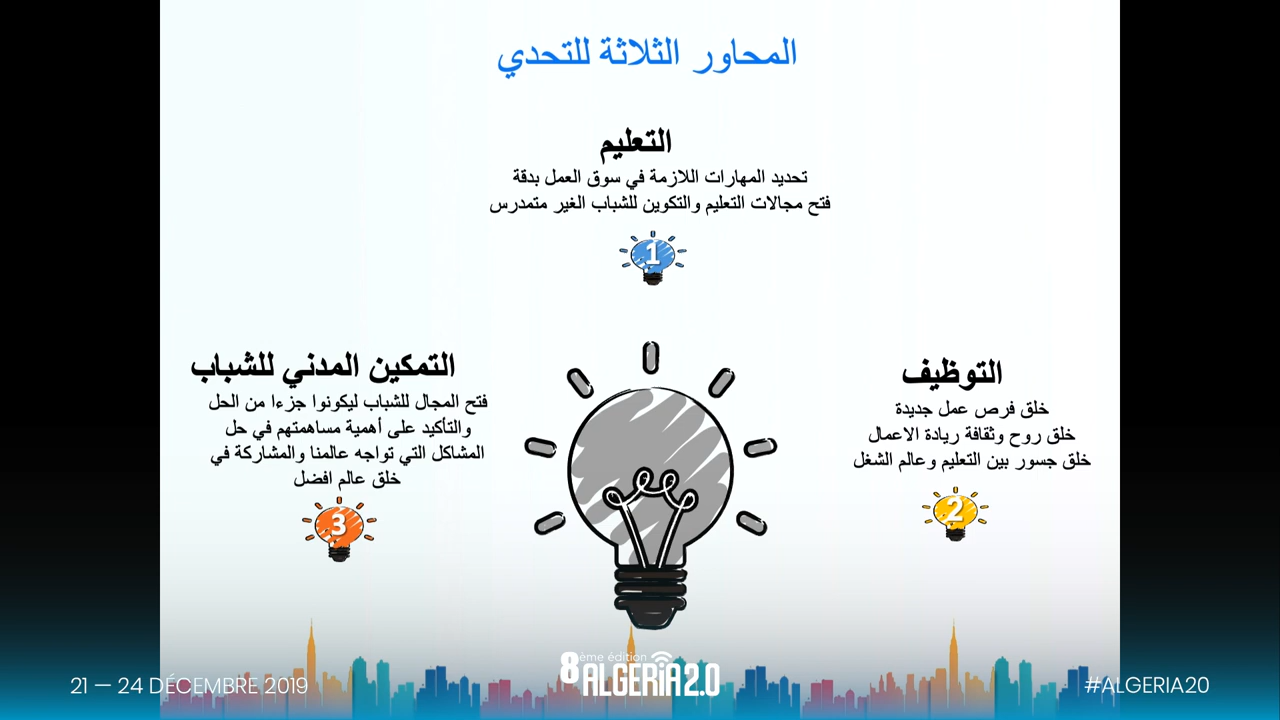 المحاور الثلاثة للتحدي
التعليم
تحديد المهارات اللازمة في سوق العمل بدقة
فتح مجالات التعليم والتكوين للشباب الغير متمدرس
1
التوظيف
خلق فرص عمل جديدة
خلق روح وثقافة ريادة الاعمال
خلق جسور بين التعليم وعالم الشغل
2
التمكين المدني للشباب
فتح المجال للشباب ليكونوا جزءا من الحل
والتأكيد على أهمية مساهمتهم في حل
المشاكل التي تواجه عالمنا والمشاركة في
خلق عالم افضل
3
21 — 24 DÉCEMBRE 2019
8ème édition
ALGERIA 2.0
#ALGERIA20